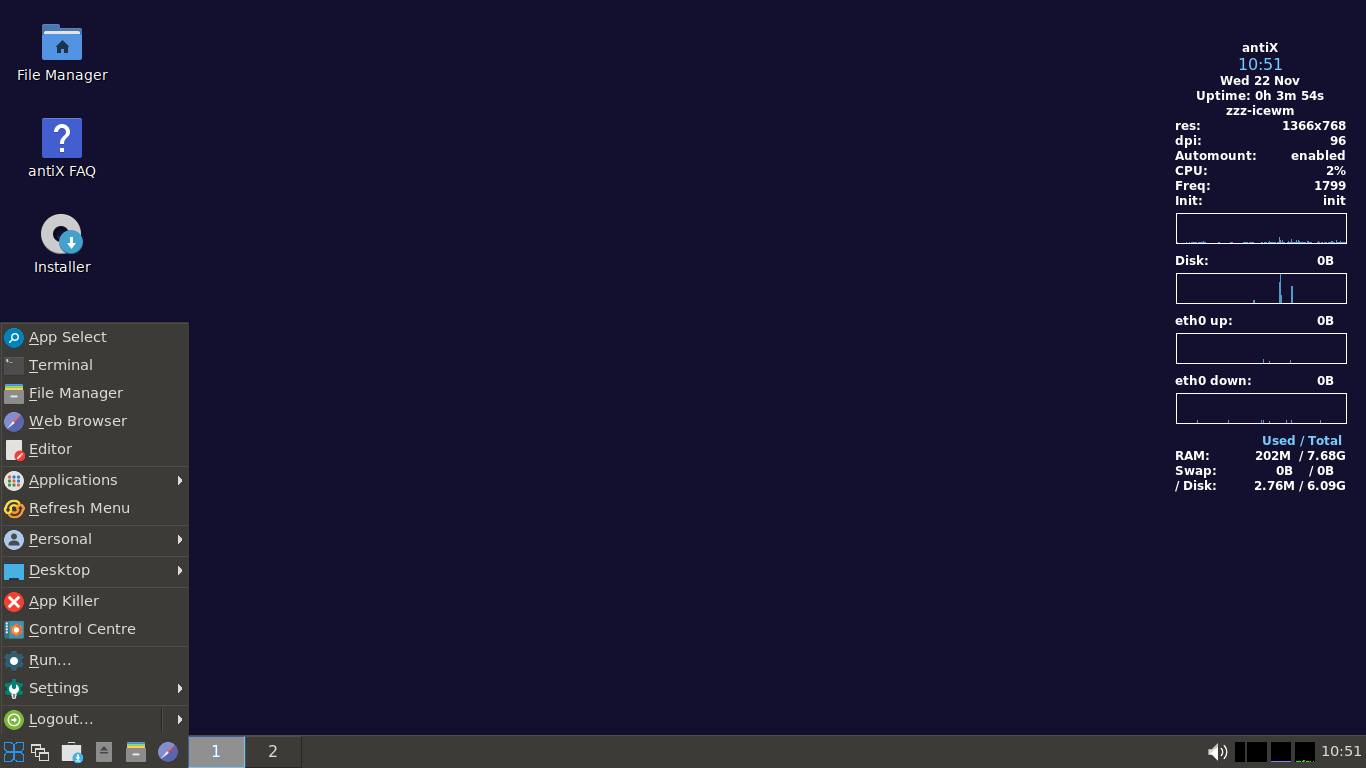 File Manager
antiX FAQ
Installer
App Select
Terminal
File Manager
Web Browser
Editor
Applications
Refresh Menu
Personal
Desktop
App Killer
Control Centre
Run...
Settings
Logout...
1 2
antiX
10:51
Wed 22 Nov
Uptime: 0h 3m 54s
zzz-icewm
res: 1366x768
dpi: 96
Automount: enabled
CPU: 2%
Freq: 1799
Init: init
Disk: 0B
eth0 up: 0B
eth0 down: 0B
Used / Total
RAM: 202M / 7.68G
Swap: 0B / 0B
/ Disk: 2.76M / 6.09G
10:51